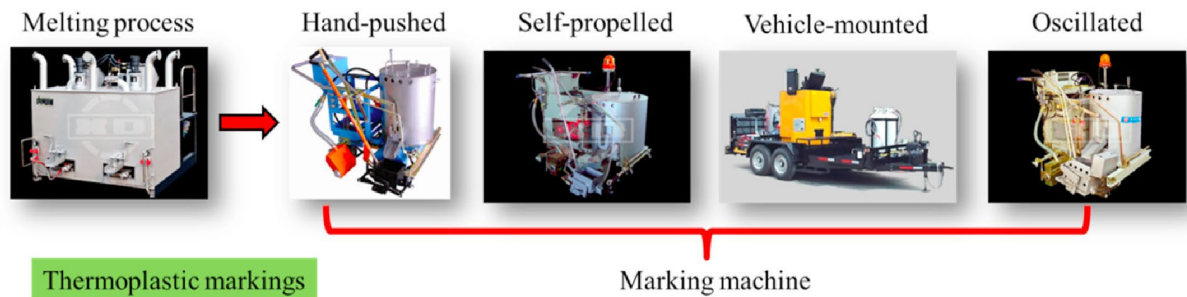 Melting process
Hand-pushed
Self-propelled
Vehicle-mounted
Oscillated
Thermoplastic markings
Marking machine